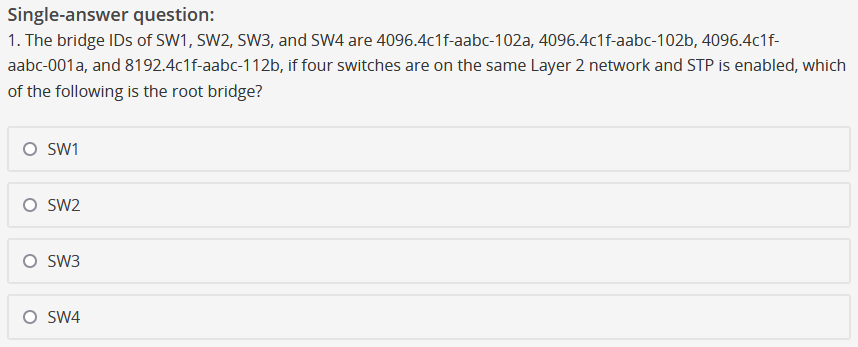 Single-answer question:
1. The bridge IDs of SW1, SW2, SW3, and SW4 are 4096.4c1f-aabc-102a, 4096.4c1f-aabc-102b, 4096.4c1f-
aabc-001a, and 8192.4c1f-aabc-112b, if four switches are on the same Layer 2 network and STP is enabled, which
of the following is the root bridge?
SW1
SW2
SW3
SW4